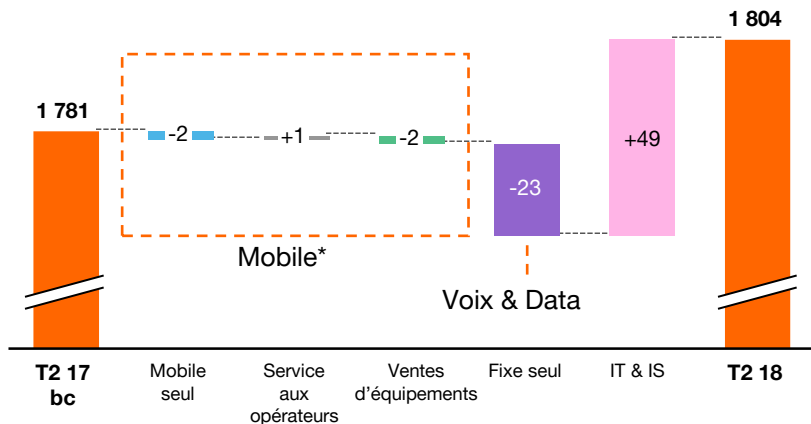 1 804
1 781
-2
+1
-2
+49
-23
Mobile*
Voix & Data
T2 17
bc
Mobile
seul
Service
aux
opérateurs
Ventes
d'équipements
Fixe seul
IT & IS
T2 18